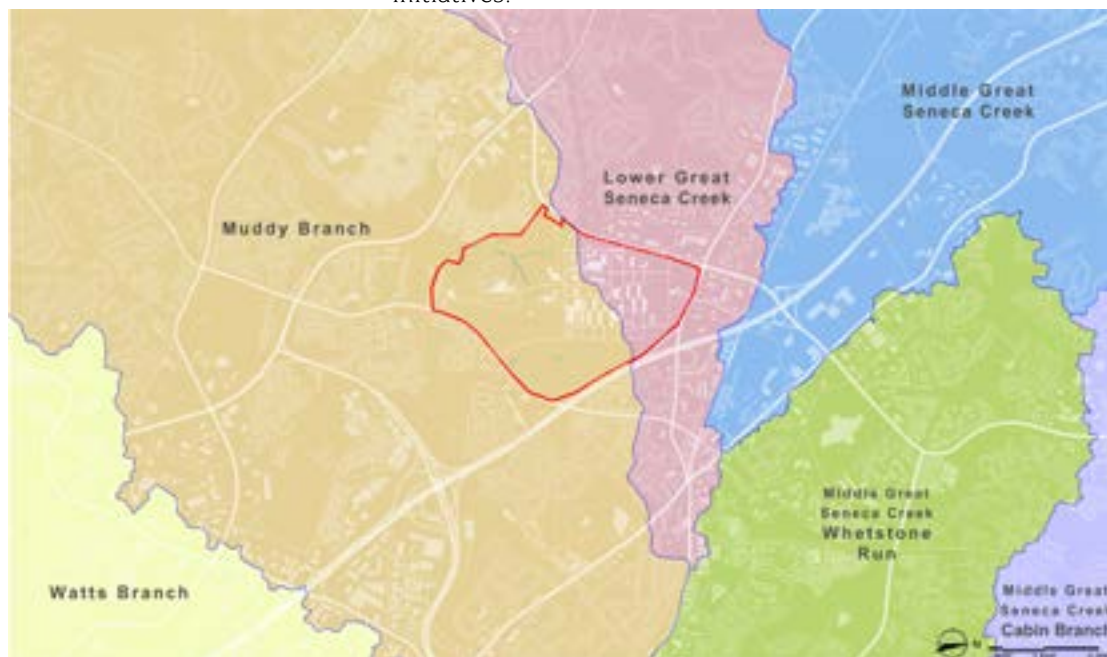 initiatives.
Middle Great
Seneca Creek
Lower Great
Seneca Creek
Muddy Branch
Middle Great
Seneca Creek
Whetstone
Run
Watts Branch
Middle Great
Seneca Creek
Cabin Branch
N